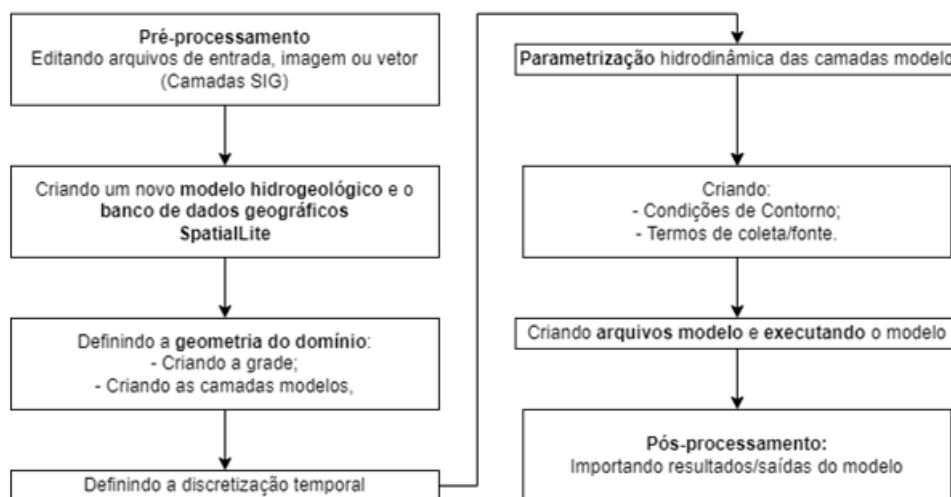 Pré-processamento
Editando arquivos de entrada, imagem ou vetor
(Camadas SIG)
Criando um novo modelo hidrogeológico e o
banco de dados geográficos
SpatialLite
Definindo a geometria do domínio:
- Criando a grade;
- Criando as camadas modelos,
Definindo a discretização temporal
Parametrização hidrodinâmica das camadas modelo
Criando:
- Condições de Contorno;
- Termos de coleta/fonte.
Criando arquivos modelo e executando o modelo
Pós-processamento:
Importando resultados/saídas do modelo